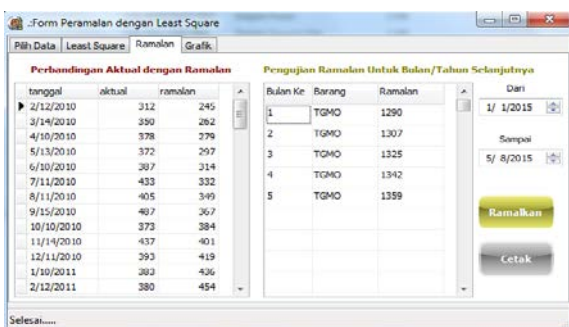 .:Form Peramalan dengan Least Square
Pilih Data Least Square Ramalan Grafik
Perbandingan Aktual dengan Ramalan
tanggal aktual ramalan
2/12/2010 312 245
3/14/2010 350 262
4/10/2010 378 279
5/13/2010 372 297
6/10/2010 387 314
7/11/2010 433 332
8/11/2010 405 349
9/15/2010 487 367
10/10/2010 373 384
11/14/2010 437 401
12/11/2010 393 419
1/10/2011 383 436
2/12/2011 380 454
Pengujian Ramalan Untuk Bulan/Tahun Selanjutnya
Bulan Ke Barang Ramalan
1 TGMO 1290
2 TGMO 1307
3 TGMO 1325
4 TGMO 1342
5 TGMO 1359
Dari
1/ 1/2015
Sampai
5/ 8/2015
Ramalkan
Cetak
Selesai.....